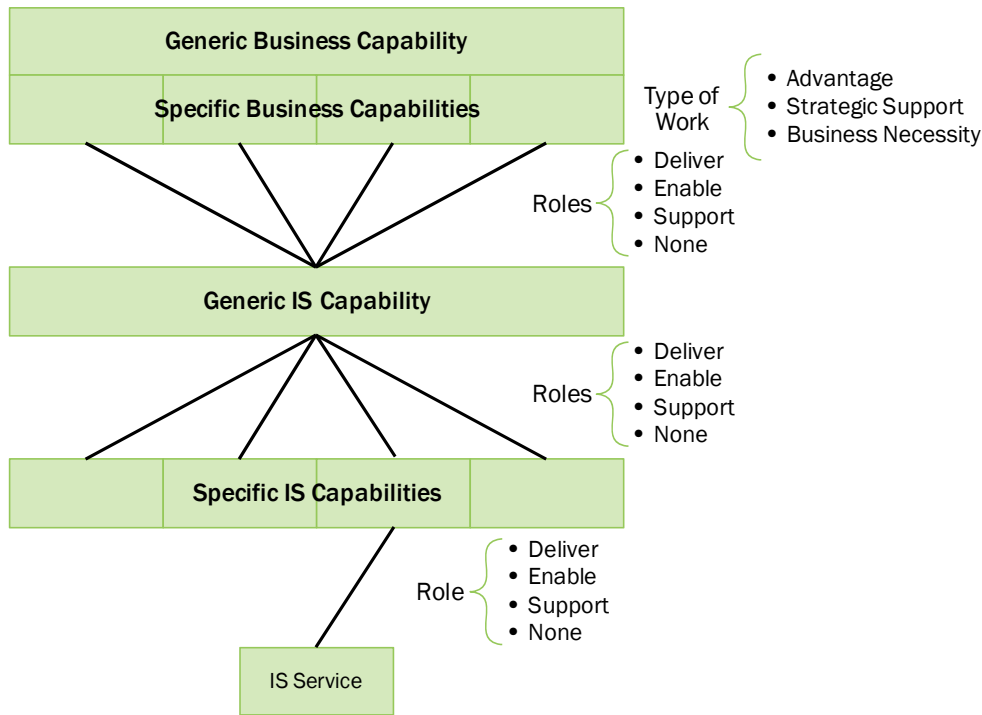 Generic Business Capability
Specific Business Capabilities
Type of
Work
• Advantage
• Strategic Support
• Business Necessity
Roles
• Deliver
• Enable
• Support
• None
Generic IS Capability
Roles
• Deliver
• Enable
• Support
• None
Specific IS Capabilities
Role
• Deliver
• Enable
• Support
• None
IS Service